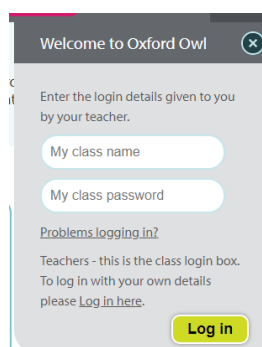 Welcome to Oxford Owl
Enter the login details given to you
by your teacher.
My class name
My class password
Problems logging in?
Teachers - this is the class login box.
To log in with your own details
please Log in here.
Log in